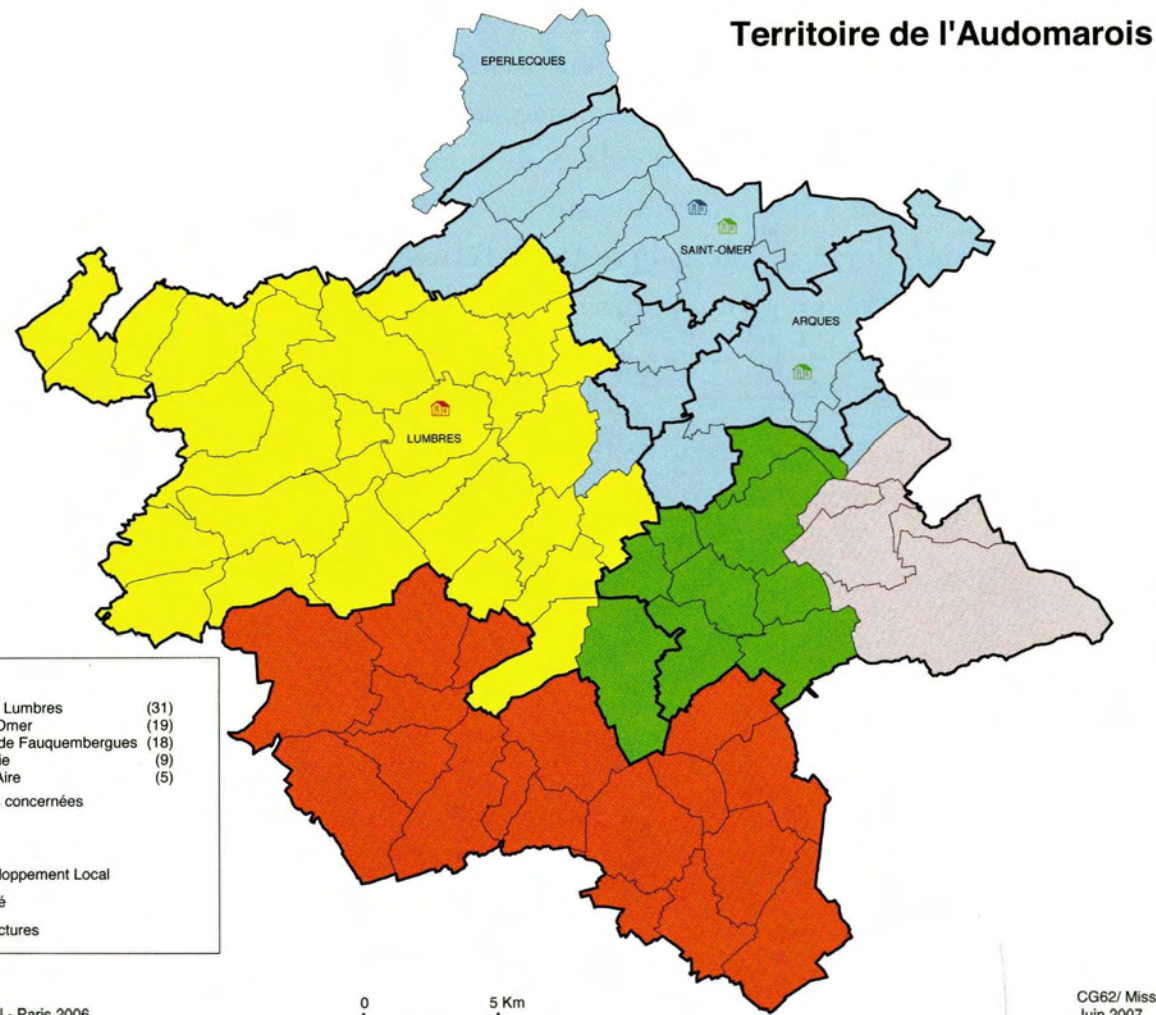 Territoire de l'Audomarois
EPERLECQUES
SAINT-OMER
ARQUES
LUMBRES
Lumbres (31)
Omer (19)
de Fauquembergues (18)
ie (9)
Aire (5)
concernées
loppement Local
é
ctures
- Paris 2006
0 5 Km
CG62/ Miss
Juin 2007